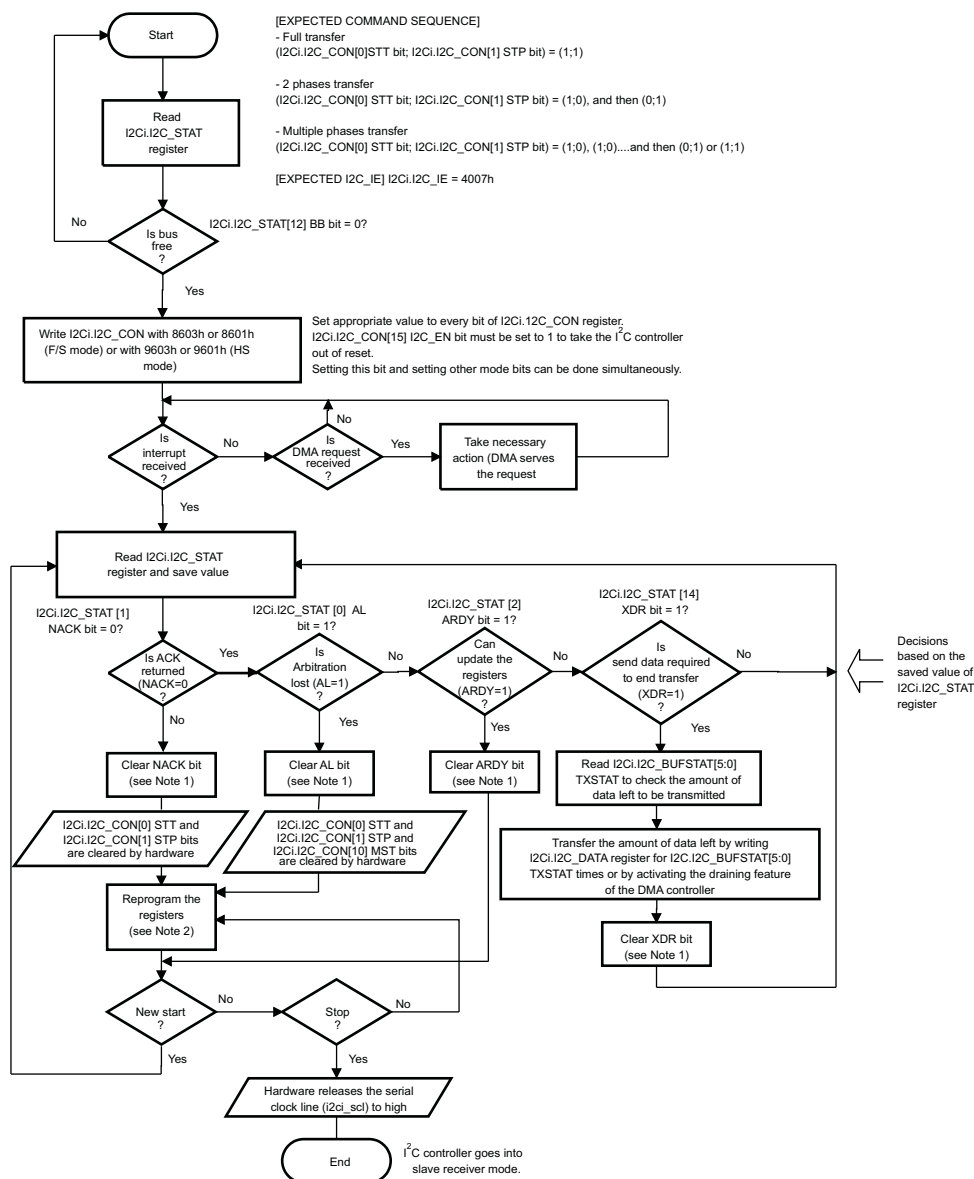 Start
[EXPECTED COMMAND SEQUENCE]
- Full transfer
(I2Ci.I2C_CON[0]STT bit; I2Ci.I2C_CON[1] STP bit) = (1;1)
- 2 phases transfer
(I2Ci.I2C_CON[0] STT bit; I2Ci.I2C_CON[1] STP bit) = (1;0), and then (0;1)
- Multiple phases transfer
(I2Ci.I2C_CON[0] STT bit; I2Ci.I2C_CON[1] STP bit) = (1;0), (1;0)....and then (0;1) or (1;1)
[EXPECTED I2C_IE] I2Ci.I2C_IE = 4007h
Read
I2Ci.I2C_STAT
register
No
I2Ci.I2C_STAT[12] BB bit = 0?
Is bus
free
?
Yes
Write I2Ci.I2C_CON with 8603h or 8601h
(F/S mode) or with 9603h or 9601h (HS
mode)
Set appropriate value to every bit of I2Ci.12C_CON register.
I2Ci.I2C_CON[15] I2C_EN bit must be set to 1 to take the I2C controller
out of reset.
Setting this bit and setting other mode bits can be done simultaneously.
Is
interrupt
received
?
No
Is
DMA request
received
?
No
Yes
Take necessary
action (DMA serves
the request
Yes
Read I2Ci.I2C_STAT
register and save value
I2Ci.I2C_STAT [1]
NACK bit = 0?
I2Ci.I2C_STAT [0] AL
bit = 1?
I2Ci.I2C_STAT [2]
ARDY bit = 1?
I2Ci.I2C_STAT [14]
XDR bit = 1?
Is ACK
returned
(NACK=0
?
Yes
Is
Arbitration
lost (AL=1)
?
No
Can
update the
registers
(ARDY=1)
?
No
Is
send data required
to end transfer
(XDR=1)
?
No
Decisions
based on the
saved value of
I2Ci.I2C_STAT
register
No
Yes
Yes
Yes
Clear NACK bit
(see Note 1)
Clear AL bit
(see Note 1)
Clear ARDY bit
(see Note 1)
Read I2Ci.I2C_BUFSTAT[5:0]
TXSTAT to check the amount of
data left to be transmitted
I2Ci.I2C_CON[0] STT and
I2Ci.I2C_CON[1] STP bits
are cleared by hardware
I2Ci.I2C_CON[0] STT and
I2Ci.I2C_CON[1] STP and
I2Ci.I2C_CON[10] MST bits
are cleared by hardware
Transfer the amount of data left by writing
I2Ci.I2C_DATA register for I2C.I2C_BUFSTAT[5:0]
TXSTAT times or by activating the draining feature
of the DMA controller
Reprogram the
registers
(see Note 2)
Clear XDR bit
(see Note 1)
New start
?
No
Stop
?
No
Yes
Yes
Hardware releases the serial
clock line (i2ci_scl) to high
End
I2C controller goes into
slave receiver mode.